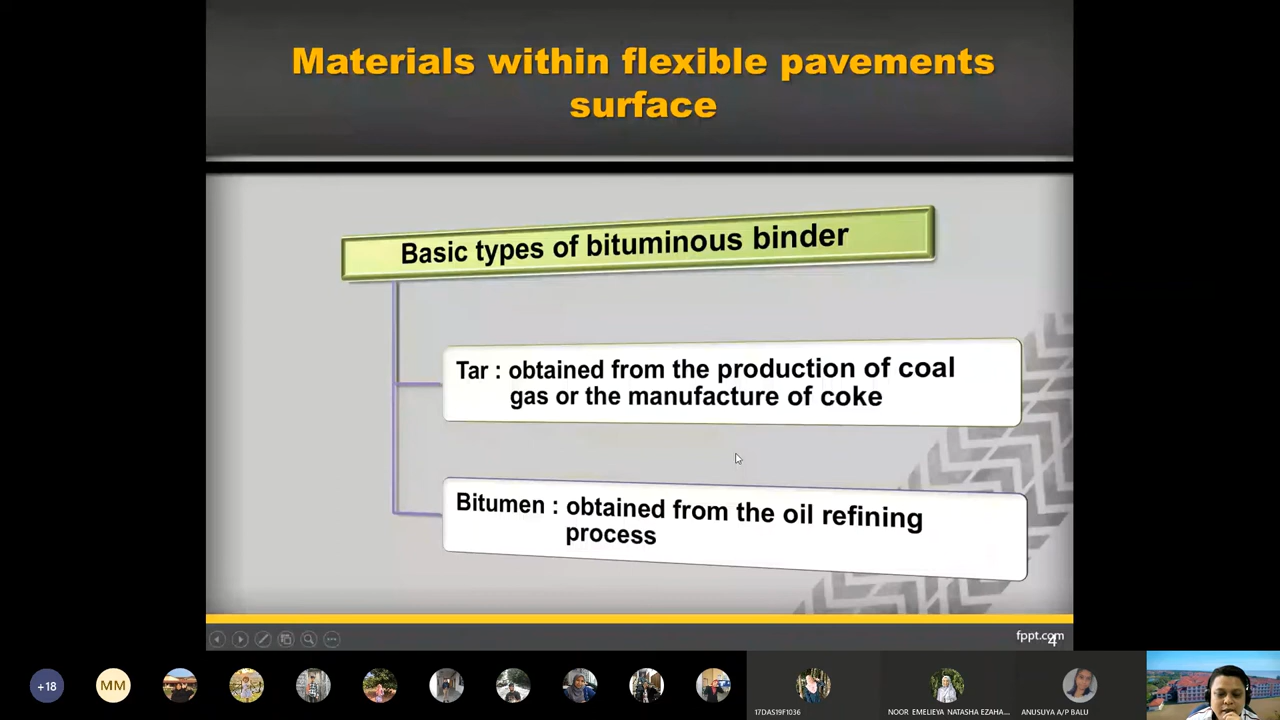 Materials within flexible pavements
surface
Basic types of bituminous binder
Tar : obtained from the production of coal
gas or the manufacture of coke
Bitumen : obtained from the oil refining
process
fppt.com
4
+18
MM
17DAS19F1036
NOOR EMELIEYA NATASHA EZAHA...
ANUSUYA A/P BALU